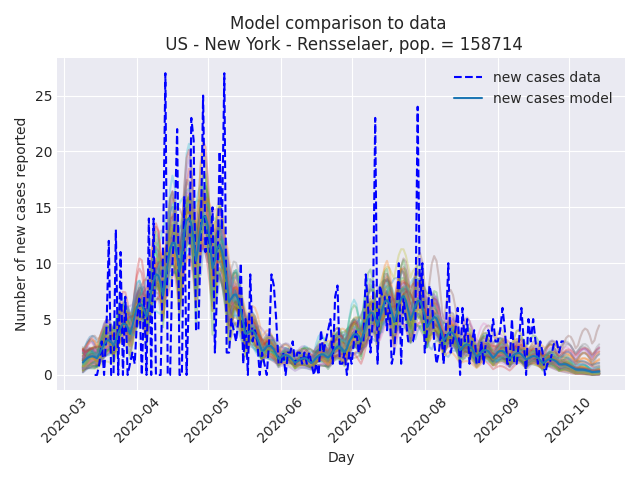 Model comparison to data
US - New York - Rensselaer, pop. = 158714
new cases data
new cases model
Number of new cases reported
25
20
15
10
5
0
2020-03
2020-04
2020-05
2020-06
2020-07
2020-08
2020-09
2020-10
Day